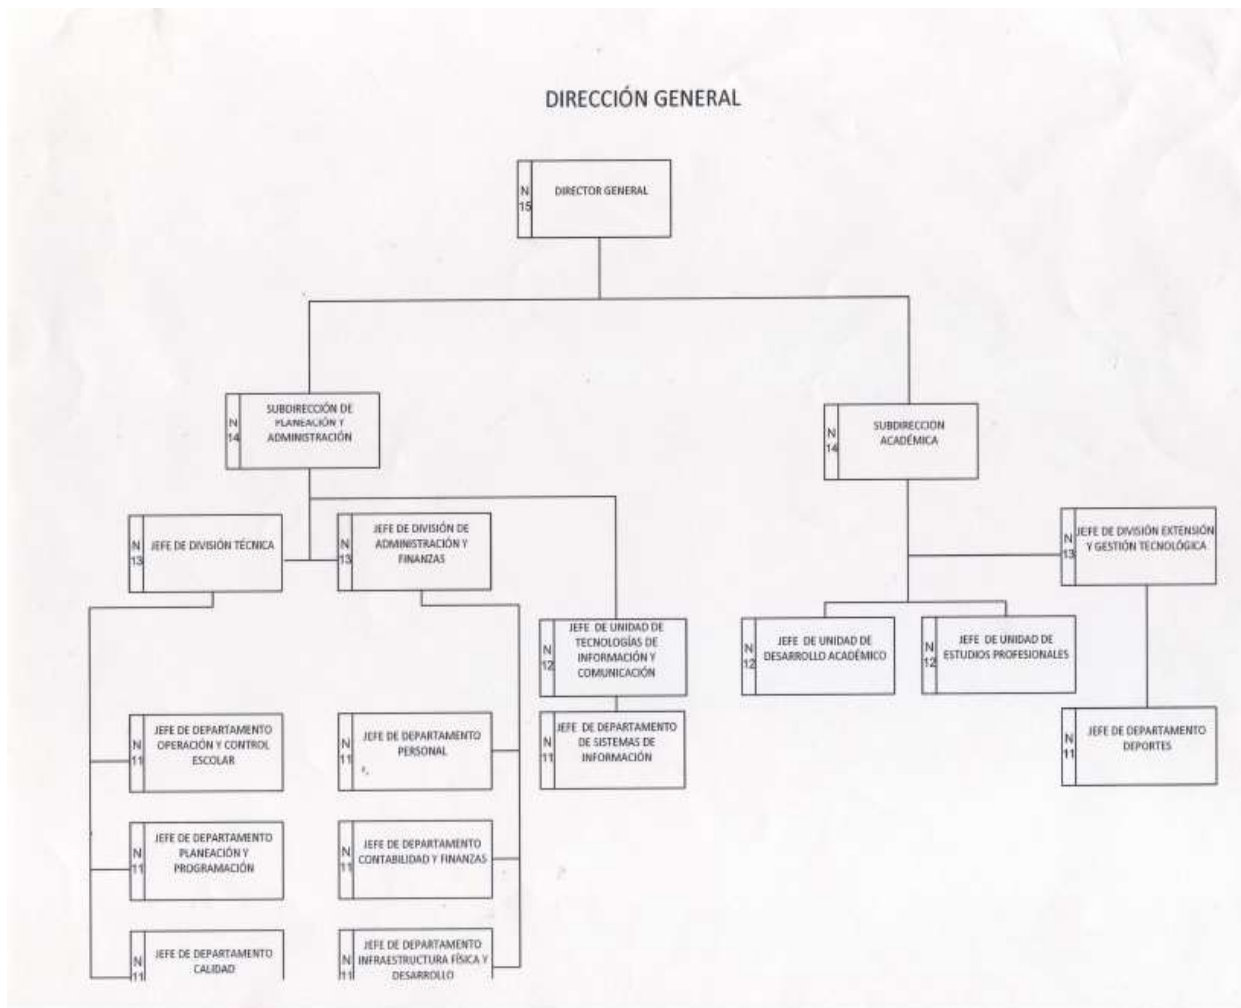 DIRECCIÓN GENERAL
N
15
DIRECTOR GENERAL
N
14
SUBDIRECCIÓN DE
PLANEACIÓN Y
ADMINISTRACIÓN
N
14
SUBDIRECCIÓN
ACADÉMICA
N
13
JEFE DE DIVISIÓN TÉCNICA
N
13
JEFE DE DIVISIÓN DE
ADMINISTRACIÓN Y
FINANZAS
N
13
JEFE DE DIVISIÓN EXTENSIÓN
Y GESTIÓN TECNOLÓGICA
N
12
JEFE DE UNIDAD DE
TECNOLOGÍAS DE
INFORMACIÓN Y
COMUNICACIÓN
N
12
JEFE DE UNIDAD DE
DESARROLLO ACADÉMICO
N
12
JEFE DE UNIDAD DE
ESTUDIOS PROFESIONALES
N
11
JEFE DE DEPARTAMENTO
OPERACIÓN Y CONTROL
ESCOLAR
N
11
JEFE DE DEPARTAMENTO
PERSONAL
N
11
JEFE DE DEPARTAMENTO
DE SISTEMAS DE
INFORMACIÓN
N
11
JEFE DE DEPARTAMENTO
DEPORTES
N
11
JEFE DE DEPARTAMENTO
PLANEACIÓN Y
PROGRAMACIÓN
N
11
JEFE DE DEPARTAMENTO
CONTABILIDAD Y FINANZAS
N
11
JEFE DE DEPARTAMENTO
CALIDAD
N
11
JEFE DE DEPARTAMENTO
INFRAESTRUCTURA FÍSICA Y
DESARROLLO